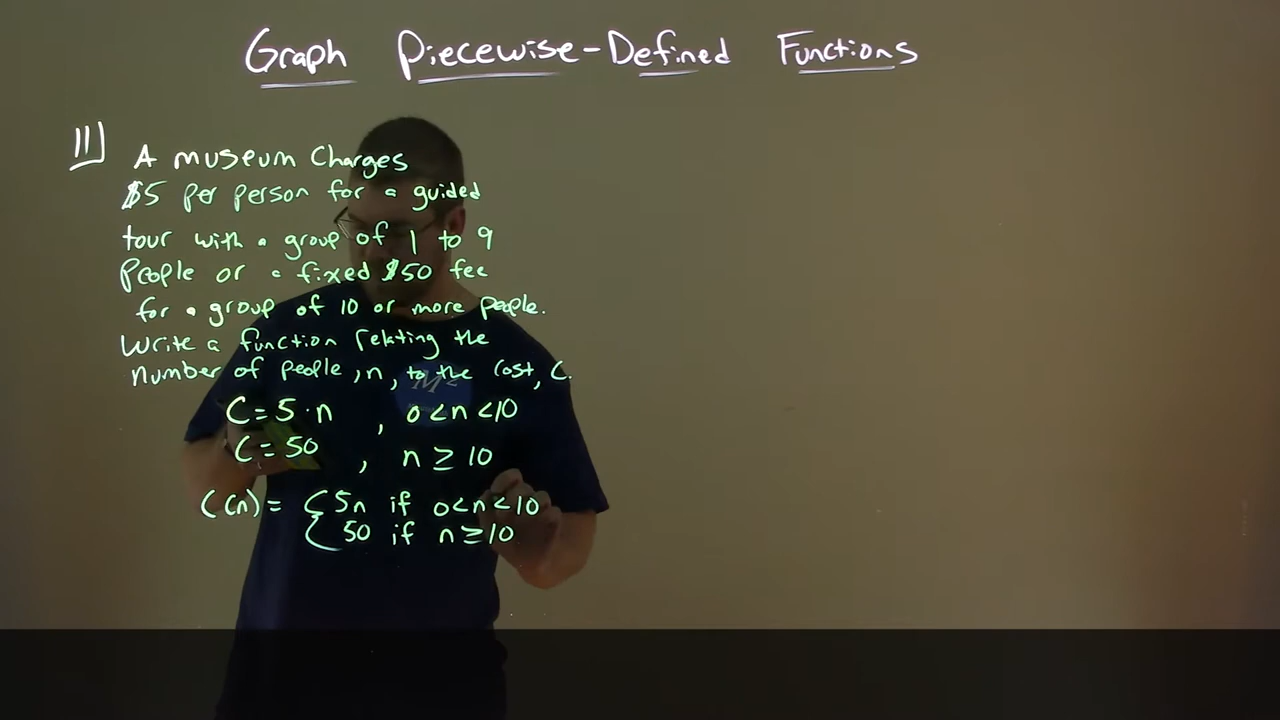 Graph Piecewise-Defined Functions
11) A museum Charges
$5 per person for a guided
tour with a group of 1 to 9
People or a fixed $50 fee
for a group of 10 or more people.
Write a function relating the
number of people, n, to the cost, C.
C = 5 · n , 0 < n < 10
C = 50 , n ≥ 10
C(n) = { 5n if 0 < n < 10
50 if n ≥ 10